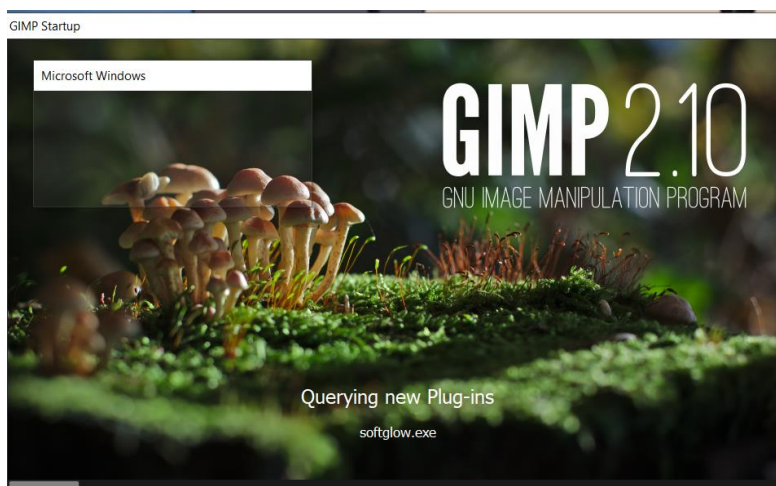 GIMP Startup
Microsoft Windows
GIMP 2.10
GNU IMAGE MANIPULATION PROGRAM
Querying new Plug-ins
softglow.exe